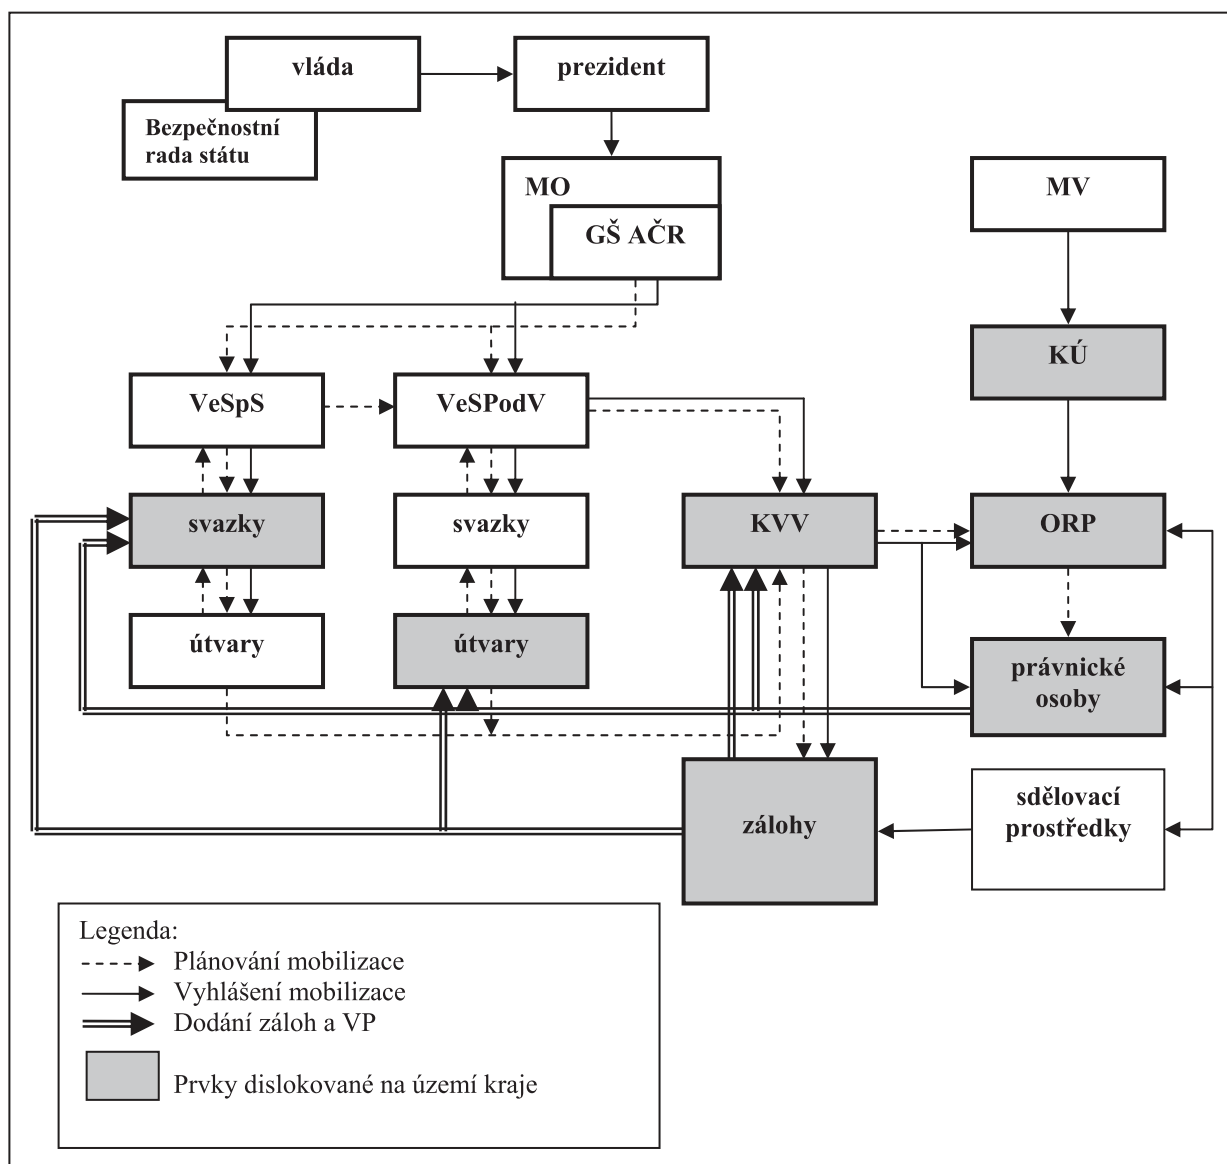 vláda
prezident
Bezpečnostní
rada státu
MO
GŠ AČR
MV
KÚ
VeSpS
VeSPodV
svazky
svazky
KVV
ORP
útvary
útvary
právnické
osoby
zálohy
sdělovací
prostředky
Legenda:
Plánování mobilizace
Vyhlášení mobilizace
Dodání záloh a VP
Prvky dislokované na území kraje